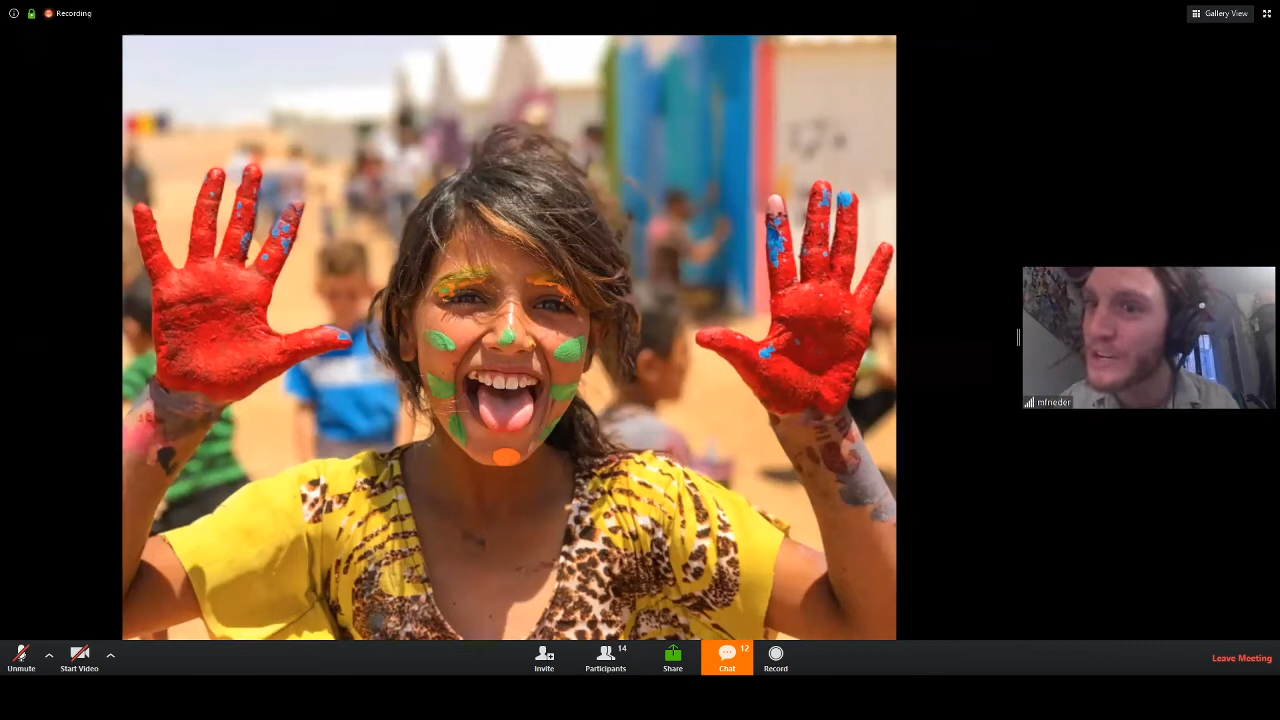 Recording
Gallery View
mfrieder
Unmute
Start Video
Invite
Participants
14
Share
Chat
12
Record
Leave Meeting